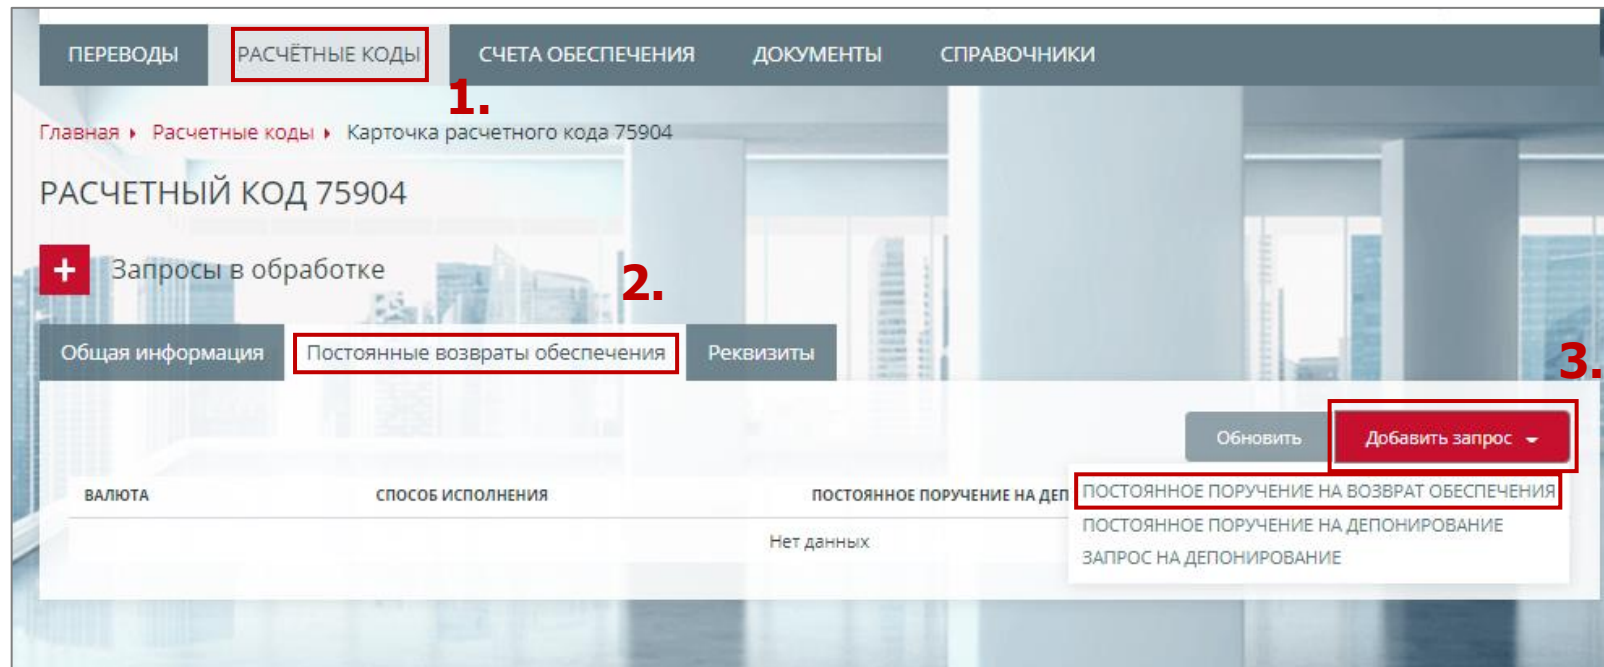 ПЕРЕВОДЫ РАСЧЁТНЫЕ КОДЫ СЧЕТА ОБЕСПЕЧЕНИЯ ДОКУМЕНТЫ СПРАВОЧНИКИ
1.
Главная Расчетные коды Карточка расчетного кода 75904
РАСЧЕТНЫЙ КОД 75904
+ Запросы в обработке
2.
Общая информация Постоянные возвраты обеспечения Реквизиты
3.
Обновить Добавить запрос
ВАЛЮТА СПОСОБ ИСПОЛНЕНИЯ ПОСТОЯННОЕ ПОРУЧЕНИЕ НА ДЕП
ПОСТОЯННОЕ ПОРУЧЕНИЕ НА ВОЗВРАТ ОБЕСПЕЧЕНИЯ
ПОСТОЯННОЕ ПОРУЧЕНИЕ НА ДЕПОНИРОВАНИЕ
Нет данных
ЗАПРОС НА ДЕПОНИРОВАНИЕ